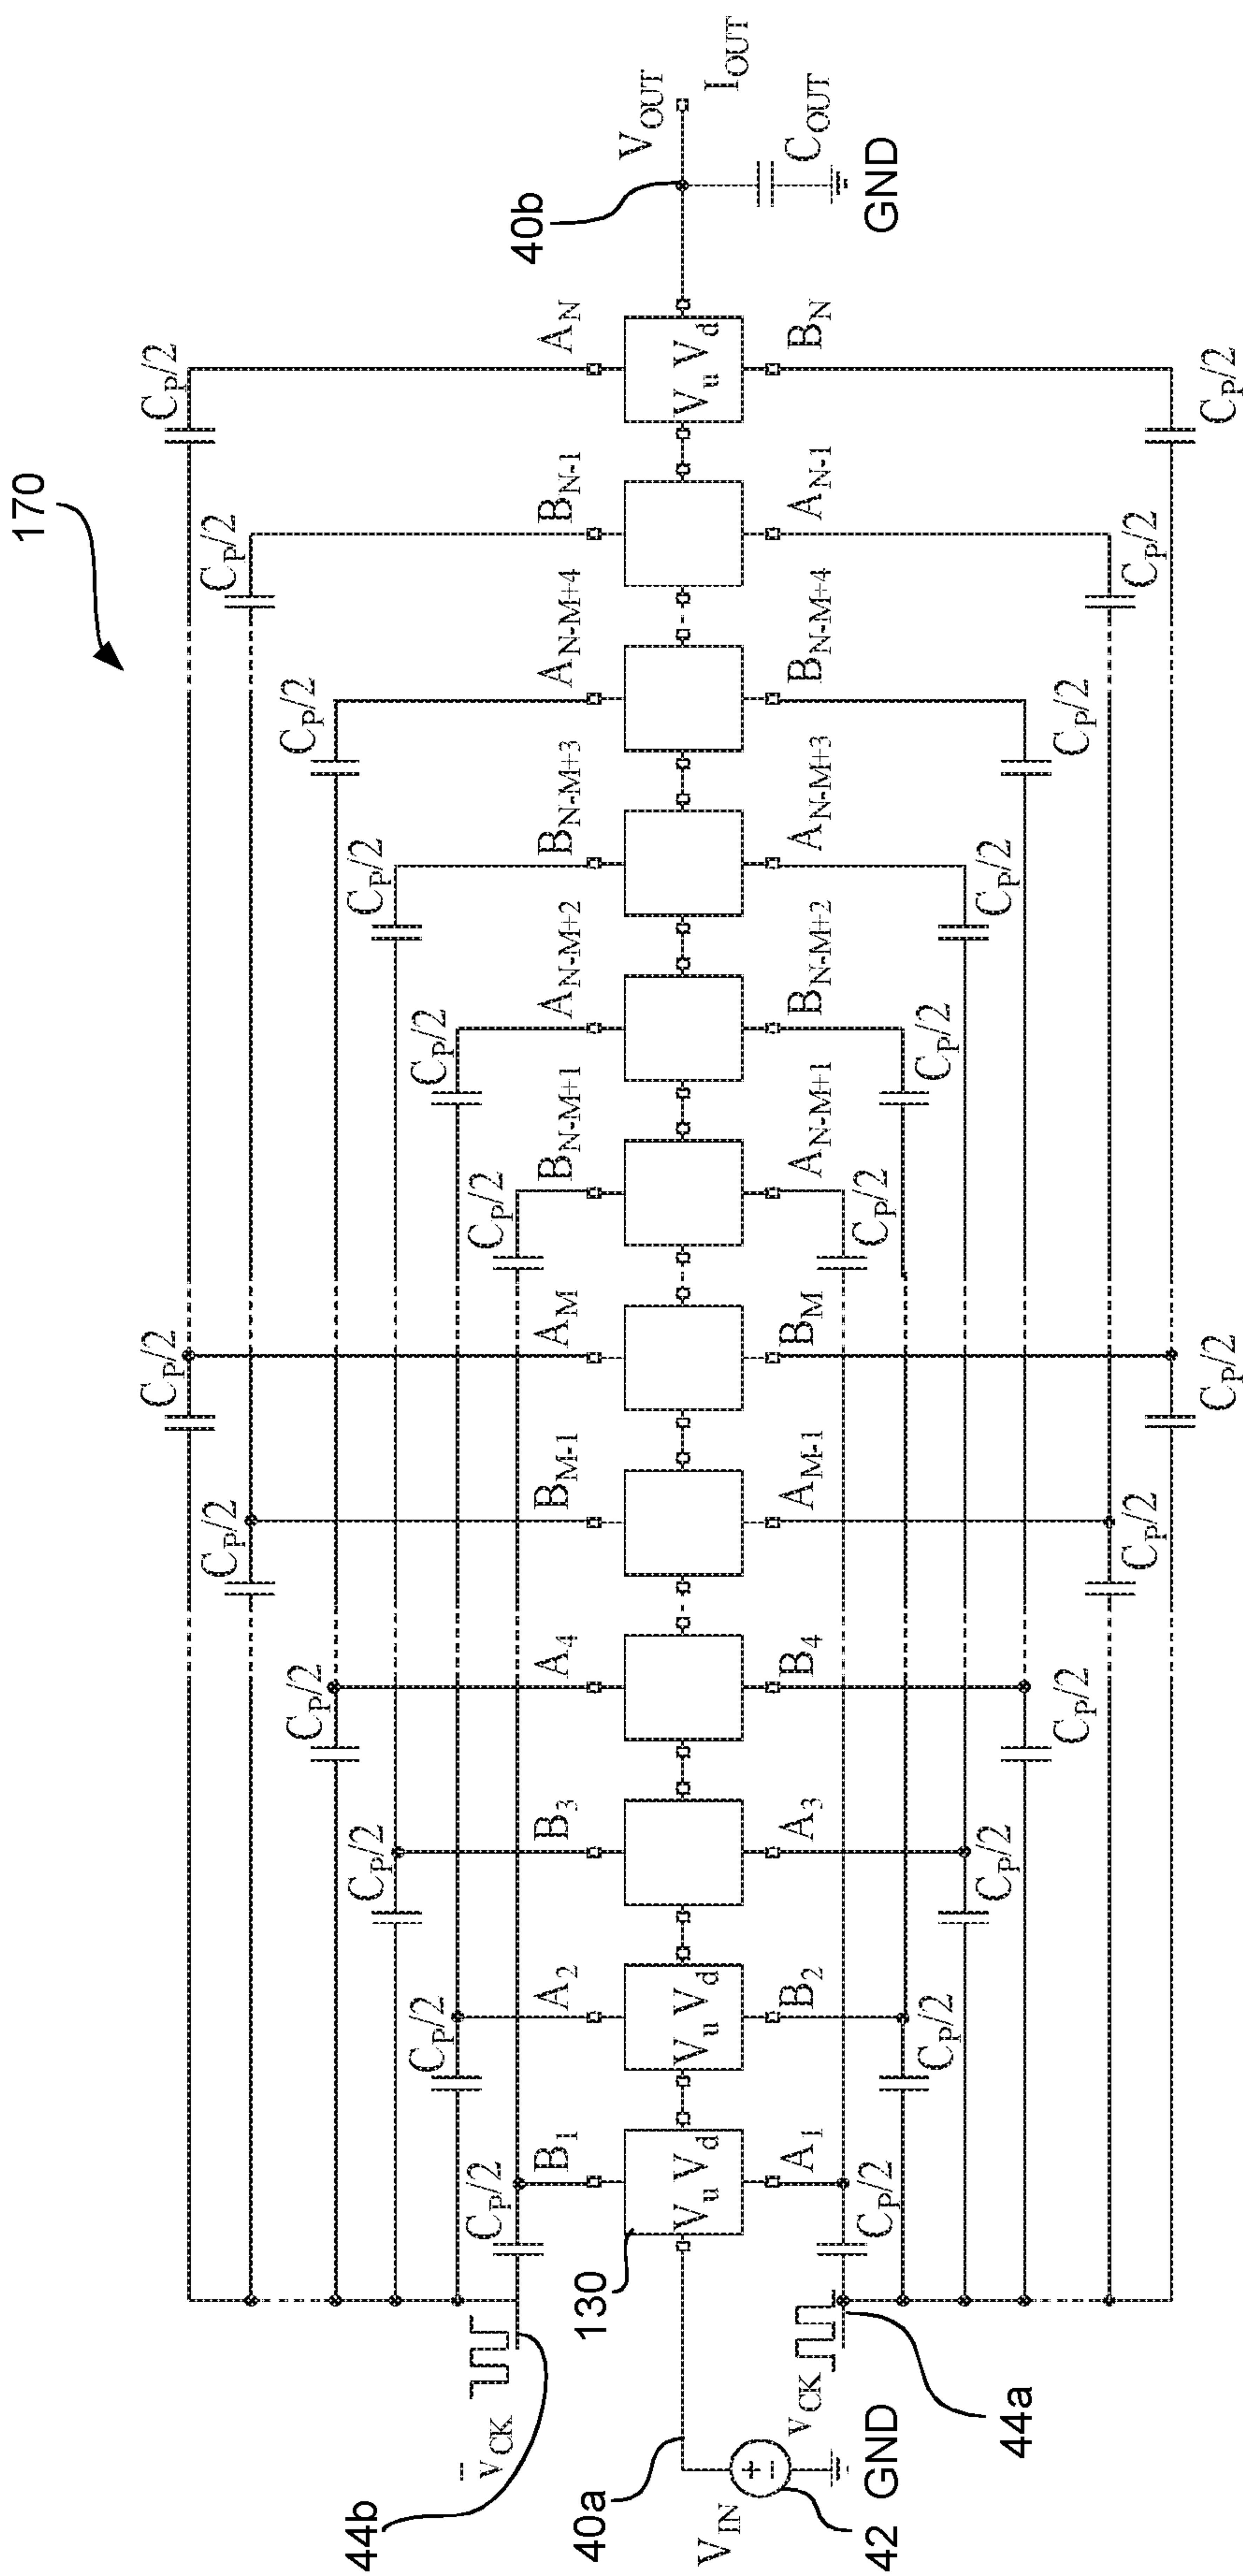 170
C_P/2 C_P/2
C_P/2 C_P/2
C_P/2 C_P/2
C_P/2 C_P/2
C_P/2 C_P/2
C_P/2 C_P/2
V̄_CK
44b
B_1 A_2 B_3 A_4 B_M-1 A_M B_N-M+1 A_N-M+2 B_N-M+3 A_N-M+4 B_N-1 A_N
40b
V_OUT
I_OUT
130
V_u V_d V_u V_d V_u V_d
40a
V_IN
+
−
42
GND
C_OUT
GND
A_1 B_2 A_3 B_4 A_M-1 B_M A_N-M+1 B_N-M+2 A_N-M+3 B_N-M+4 A_N-1 B_N
V_CK
44a
C_P/2 C_P/2
C_P/2 C_P/2
C_P/2 C_P/2
C_P/2 C_P/2
C_P/2 C_P/2
C_P/2 C_P/2